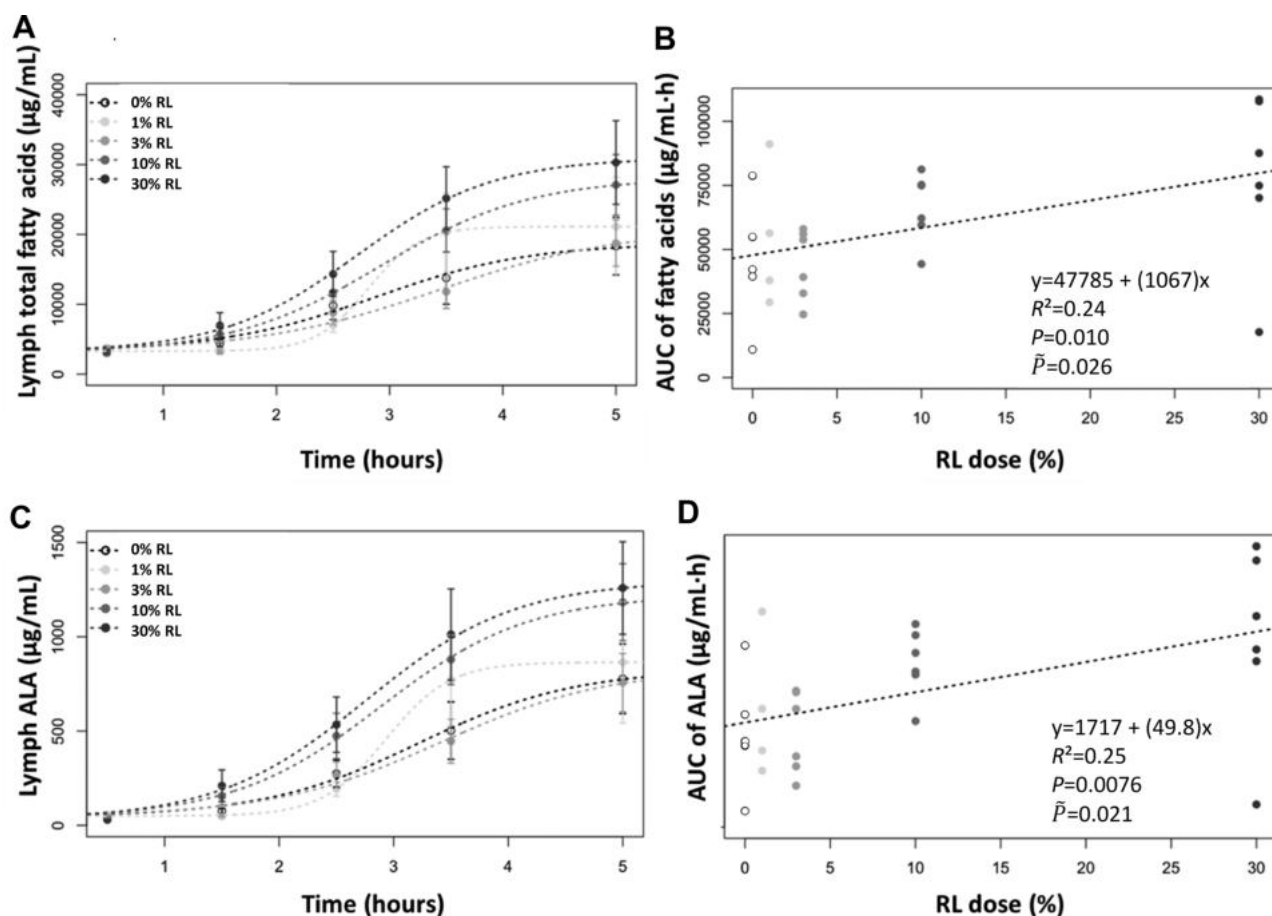 A
Lymph total fatty acids (µg/mL)
0 10000 20000 30000 40000
0% RL
1% RL
3% RL
10% RL
30% RL
1 2 3 4 5
Time (hours)
B
AUC of fatty acids (µg/mL·h)
0 25000 50000 75000 100000
y=47785 + (1067)x
R²=0.24
P=0.010
P̃=0.026
0 5 10 15 20 25 30
RL dose (%)
C
Lymph ALA (µg/mL)
0 500 1000 1500
0% RL
1% RL
3% RL
10% RL
30% RL
1 2 3 4 5
Time (hours)
D
AUC of ALA (µg/mL·h)
y=1717 + (49.8)x
R²=0.25
P=0.0076
P̃=0.021
0 5 10 15 20 25 30
RL dose (%)